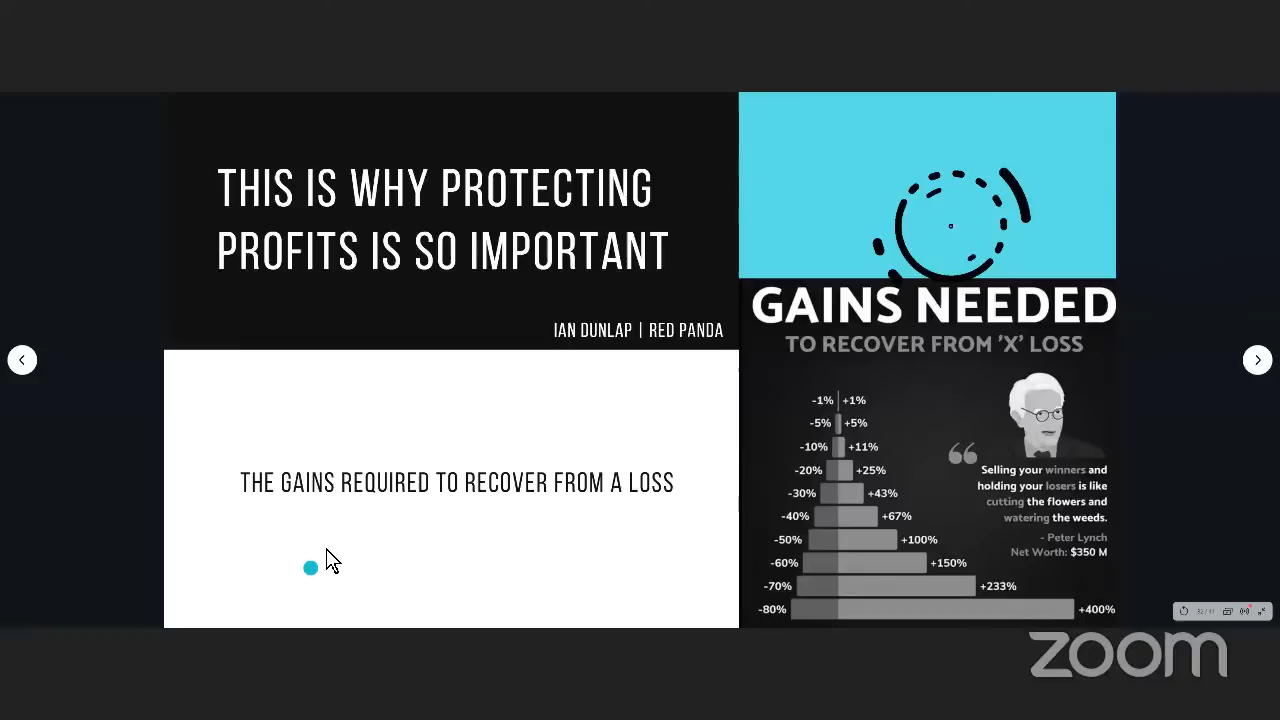 THIS IS WHY PROTECTING
PROFITS IS SO IMPORTANT
IAN DUNLAP | RED PANDA
THE GAINS REQUIRED TO RECOVER FROM A LOSS
GAINS NEEDED
TO RECOVER FROM 'X' LOSS
-1% +1%
-5% +5%
-10% +11%
-20% +25%
-30% +43%
-40% +67%
-50% +100%
-60% +150%
-70% +233%
-80% +400%
Selling your winners and
holding your losers is like
cutting the flowers and
watering the weeds.
- Peter Lynch
Net Worth: $350 M
zoom